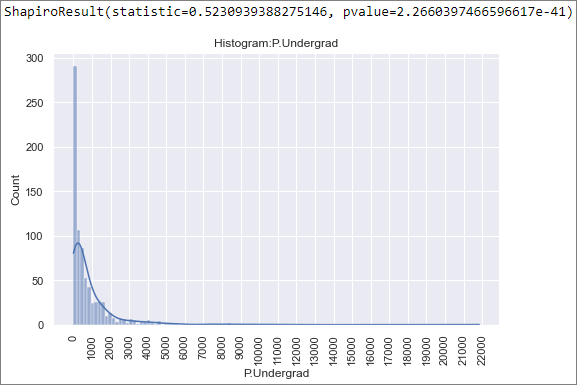 ShapiroResult(statistic=0.5230939388275146, pvalue=2.2660397466596617e-41)
Histogram:P.Undergrad
300
250
200
150
100
50
0
Count
0 1000 2000 3000 4000 5000 6000 7000 8000 9000 10000 11000 12000 13000 14000 15000 16000 17000 18000 19000 20000 21000 22000
P.Undergrad